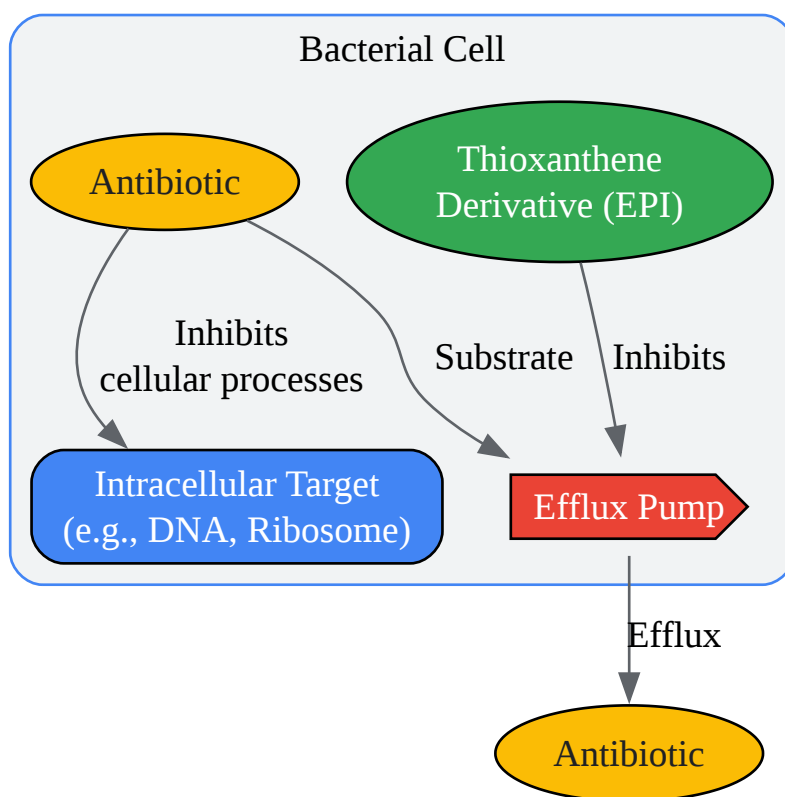 Bacterial Cell
Antibiotic
Thioxanthene
Derivative (EPI)
Inhibits
cellular processes
Substrate
Inhibits
Intracellular Target
(e.g., DNA, Ribosome)
Efflux Pump
Efflux
Antibiotic